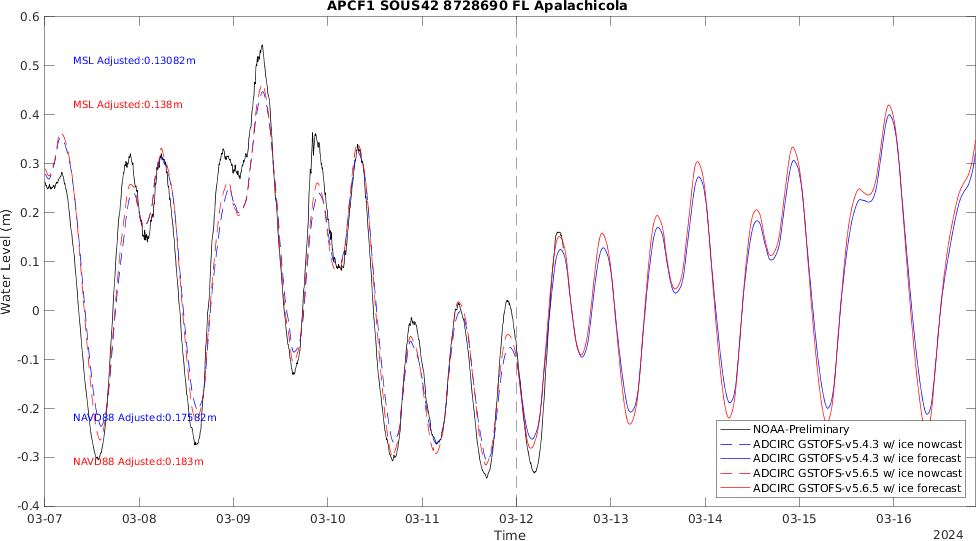 APCF1 SOUS42 8728690 FL Apalachicola
0.6
0.5
0.4
0.3
0.2
0.1
0
-0.1
-0.2
-0.3
-0.4
Water Level (m)
MSL Adjusted:0.13082m
MSL Adjusted:0.138m
NAVD88 Adjusted:0.17582m
NAVD88 Adjusted:0.183m
NOAA-Preliminary
ADCIRC GSTOFS-v5.4.3 w/ ice nowcast
ADCIRC GSTOFS-v5.4.3 w/ ice forecast
ADCIRC GSTOFS-v5.6.5 w/ ice nowcast
ADCIRC GSTOFS-v5.6.5 w/ ice forecast
03-07 03-08 03-09 03-10 03-11 03-12 03-13 03-14 03-15 03-16
Time
2024